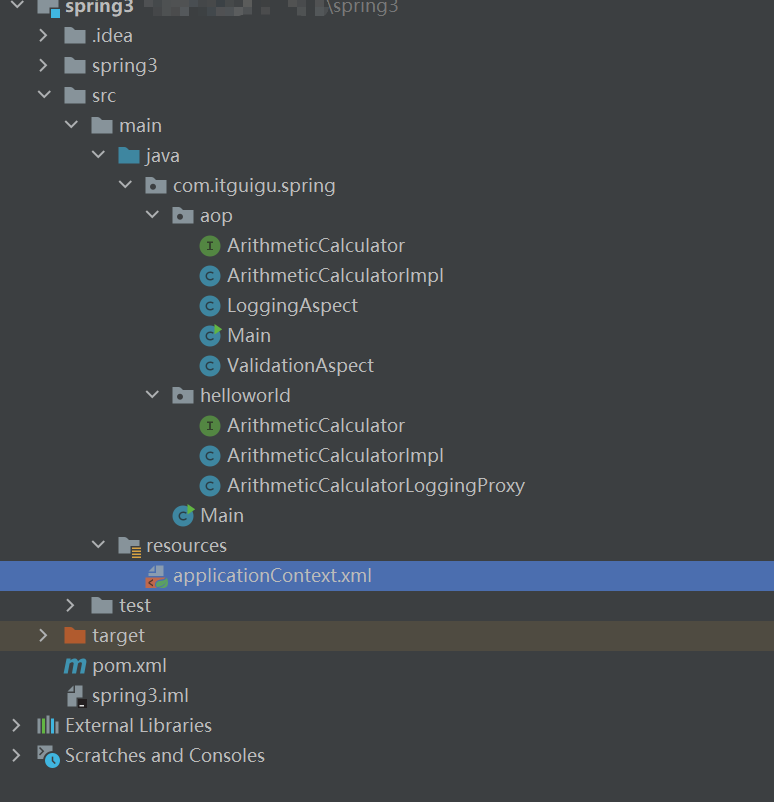 spring3 \spring3
.idea
spring3
src
main
java
com.itguigu.spring
aop
ArithmeticCalculator
ArithmeticCalculatorImpl
LoggingAspect
Main
ValidationAspect
helloworld
ArithmeticCalculator
ArithmeticCalculatorImpl
ArithmeticCalculatorLoggingProxy
Main
resources
applicationContext.xml
test
target
pom.xml
spring3.iml
External Libraries
Scratches and Consoles